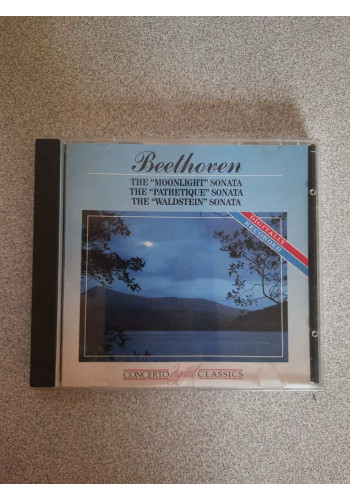 Beethoven
THE "MOONLIGHT" SONATA
THE "PATHETIQUE" SONATA
THE "WALDSTEIN" SONATA
DIGITALLY
RECORDED
CONCERTO digital CLASSICS